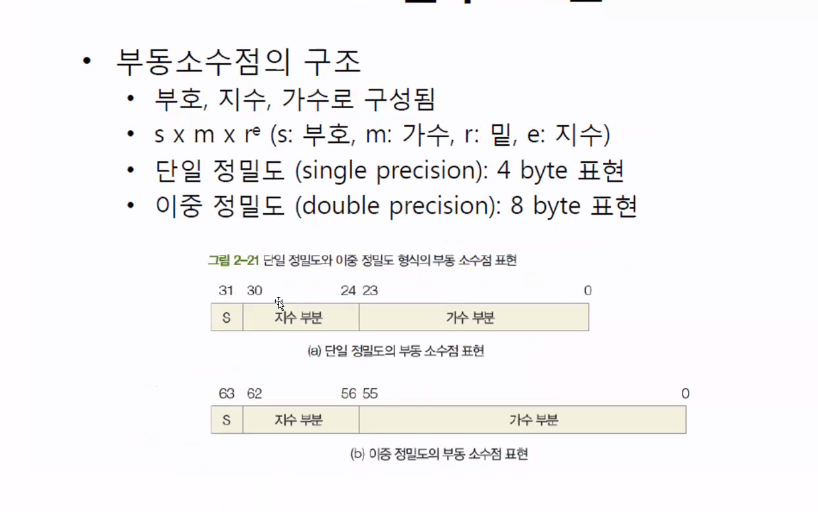 • 부동소수점의 구조
• 부호, 지수, 가수로 구성됨
• s x m x rᵉ (s: 부호, m: 가수, r: 밑, e: 지수)
• 단일 정밀도 (single precision): 4 byte 표현
• 이중 정밀도 (double precision): 8 byte 표현
그림 2-21 단일 정밀도와 이중 정밀도 형식의 부동 소수점 표현
31 30 24 23 0
S 지수 부분 가수 부분
(a) 단일 정밀도의 부동 소수점 표현
63 62 56 55 0
S 지수 부분 가수 부분
(b) 이중 정밀도의 부동 소수점 표현